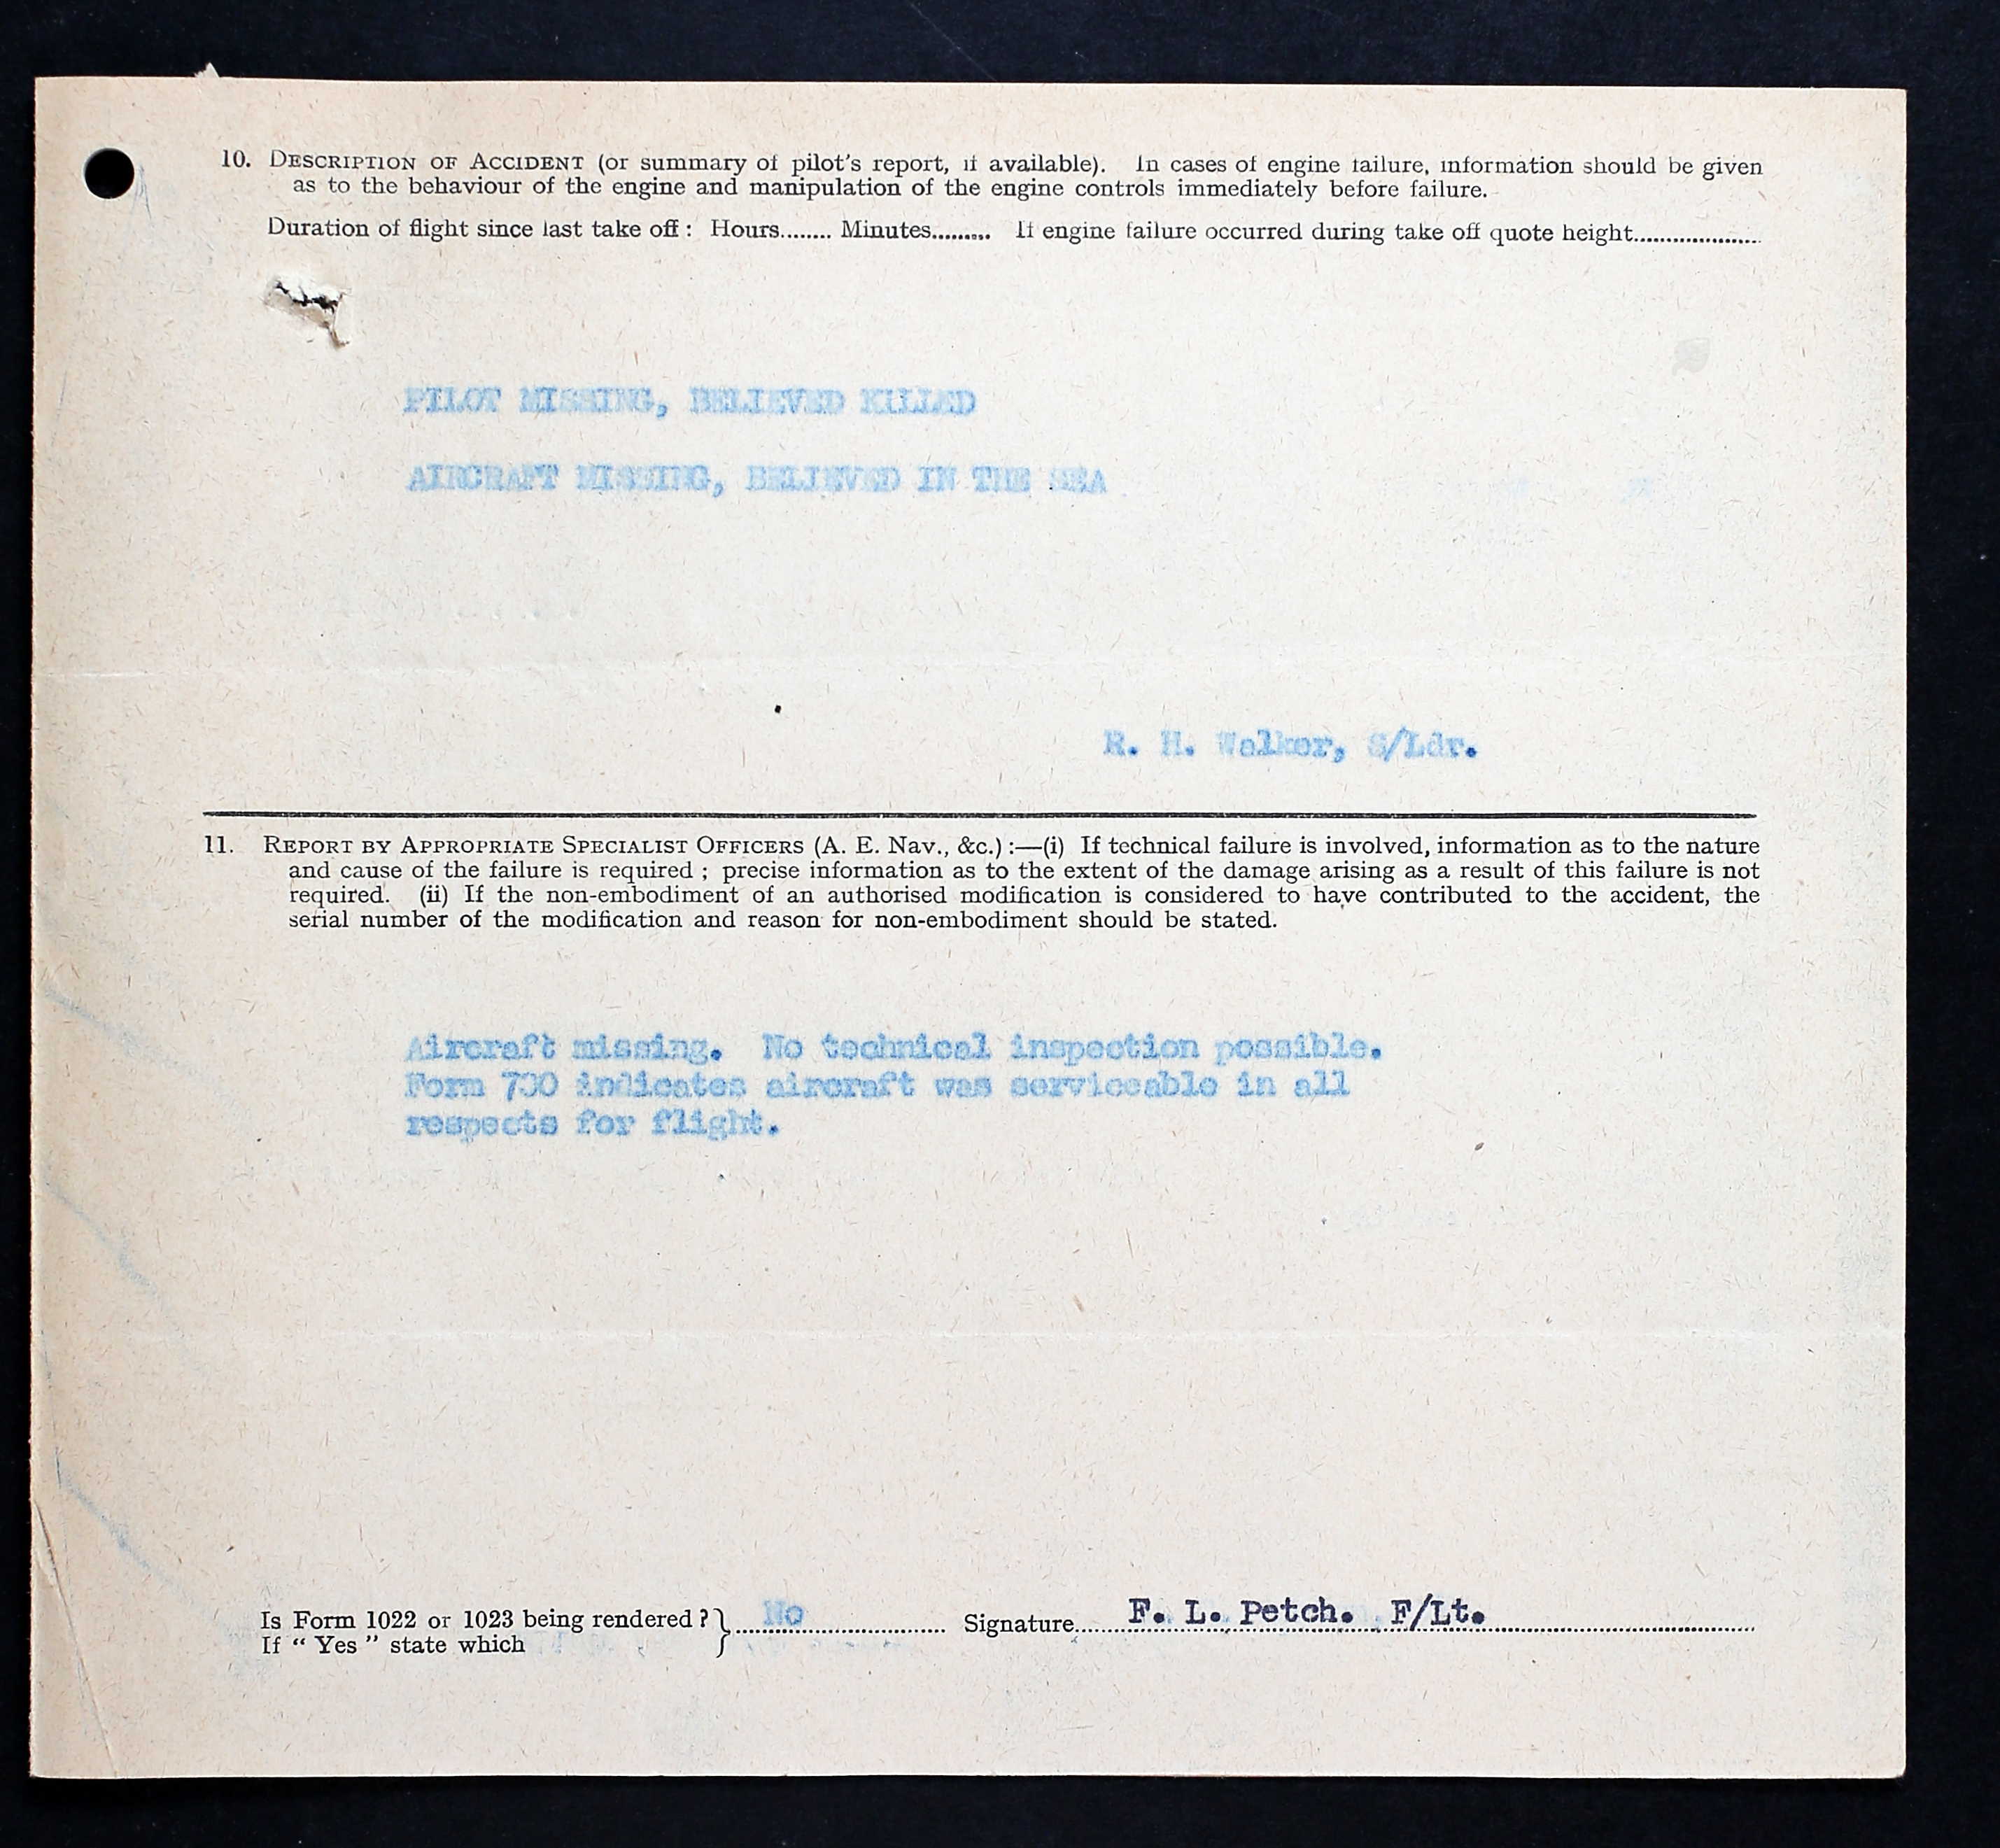 10. DESCRIPTION OF ACCIDENT (or summary of pilot's report, if available). In cases of engine failure, information should be given
as to the behaviour of the engine and manipulation of the engine controls immediately before failure.
Duration of flight since last take off : Hours........ Minutes......... If engine failure occurred during take off quote height....................
PILOT MISSING, BELIEVED KILLED
AIRCRAFT MISSING, BELIEVED IN THE SEA
R. H. Walker, S/Ldr.
11. REPORT BY APPROPRIATE SPECIALIST OFFICERS (A. E. Nav., &c.) :—(i) If technical failure is involved, information as to the nature
and cause of the failure is required ; precise information as to the extent of the damage arising as a result of this failure is not
required. (ii) If the non-embodiment of an authorised modification is considered to have contributed to the accident, the
serial number of the modification and reason for non-embodiment should be stated.
Aircraft missing. No technical inspection possible.
Form 700 indicates aircraft was serviceable in all
respects for flight.
Is Form 1022 or 1023 being rendered ? } No Signature F. L. Petch. F/Lt.
If “ Yes ” state which